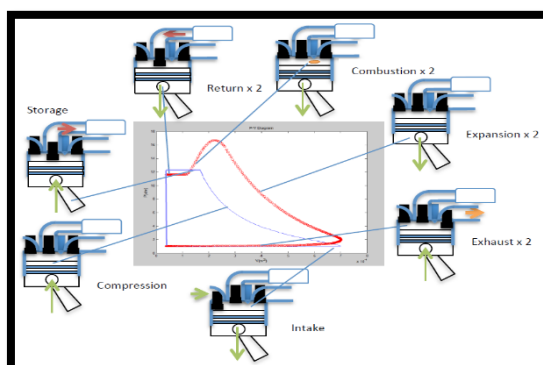 Return x 2
Combustion x 2
Storage
Expansion x 2
Exhaust x 2
Compression
Intake